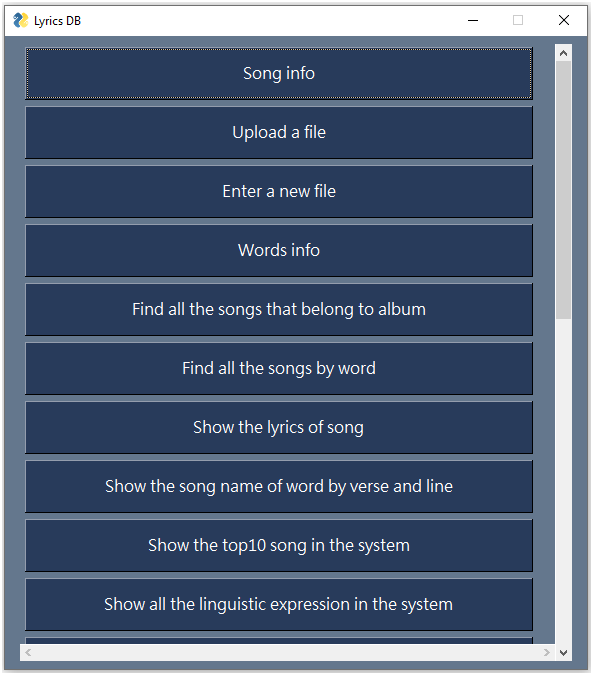 Lyrics DB
Song info
Upload a file
Enter a new file
Words info
Find all the songs that belong to album
Find all the songs by word
Show the lyrics of song
Show the song name of word by verse and line
Show the top10 song in the system
Show all the linguistic expression in the system